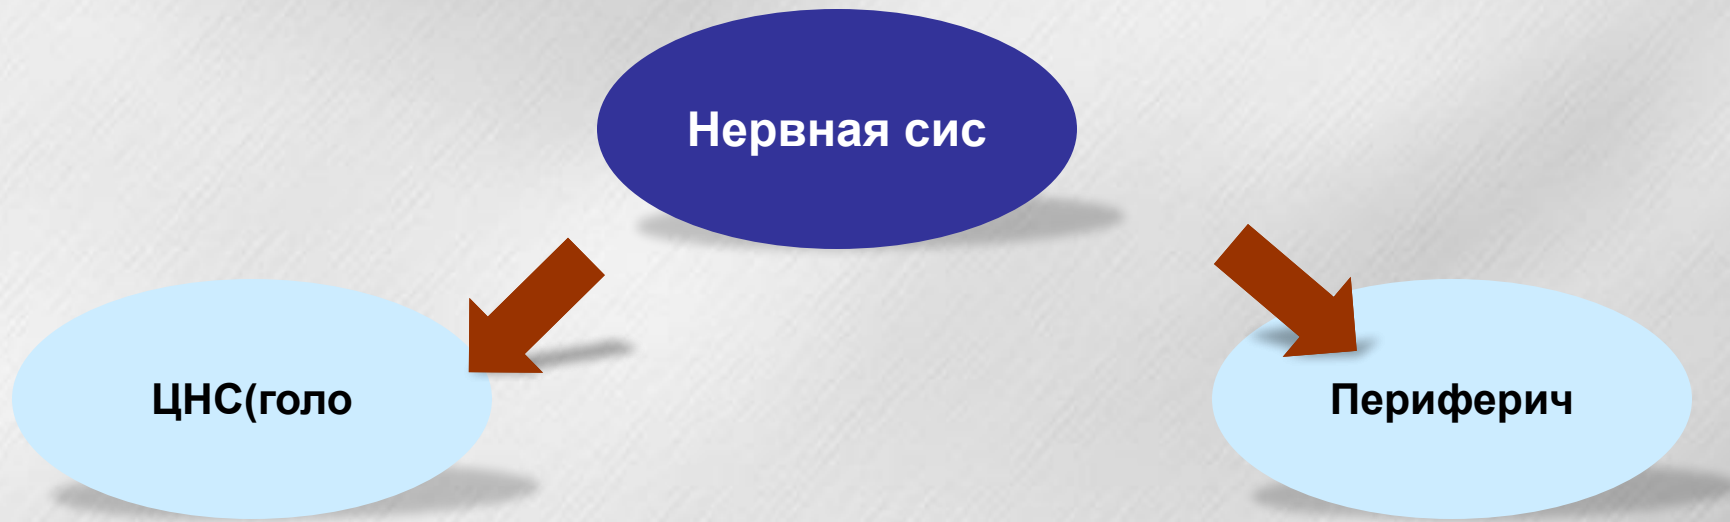 Нервная сис
ЦНС(голо
Периферич